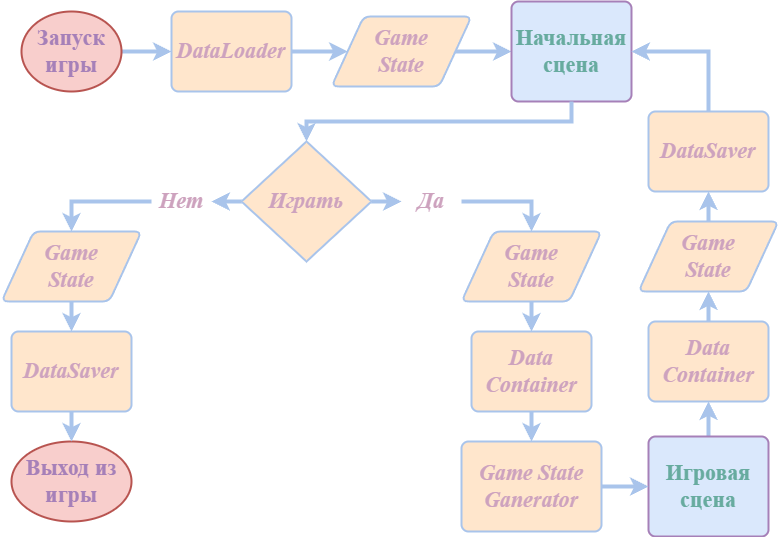 Запуск
игры
DataLoader
Game
State
Начальная
сцена
DataSaver
Нет
Играть
Да
Game
State
Game
State
Game
State
DataSaver
Data
Container
Data
Container
Выход из
игры
Game State
Ganerator
Игровая
сцена